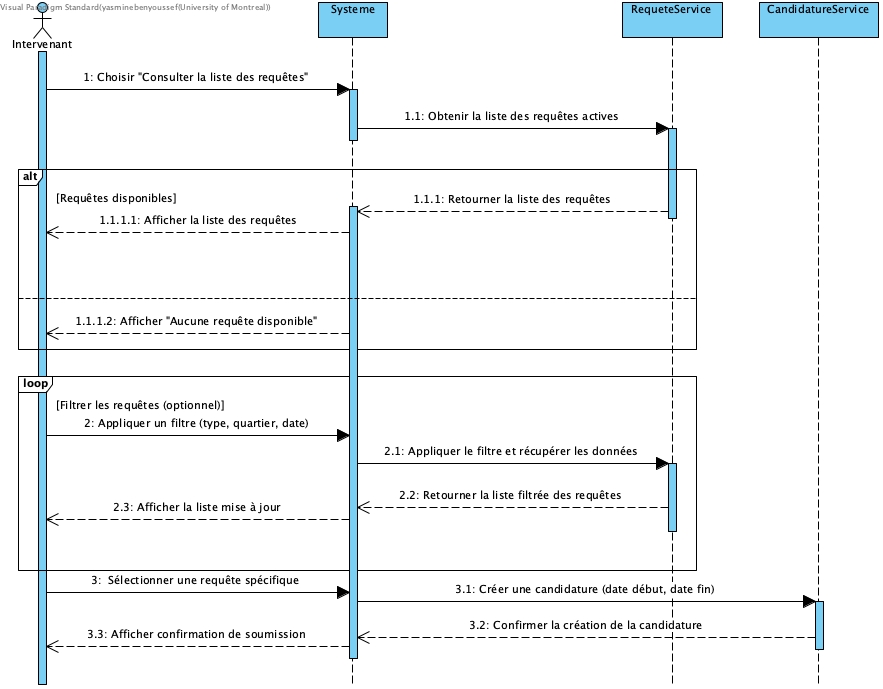 Visual Paradigm Standard(yasminebenyoussef(University of Montreal))
Systeme
RequeteService
CandidatureService
Intervenant
1: Choisir "Consulter la liste des requêtes"
1.1: Obtenir la liste des requêtes actives
alt
[Requêtes disponibles]
1.1.1: Retourner la liste des requêtes
1.1.1.1: Afficher la liste des requêtes
1.1.1.2: Afficher "Aucune requête disponible"
loop
[Filtrer les requêtes (optionnel)]
2: Appliquer un filtre (type, quartier, date)
2.1: Appliquer le filtre et récupérer les données
2.2: Retourner la liste filtrée des requêtes
2.3: Afficher la liste mise à jour
3: Sélectionner une requête spécifique
3.1: Créer une candidature (date début, date fin)
3.2: Confirmer la création de la candidature
3.3: Afficher confirmation de soumission